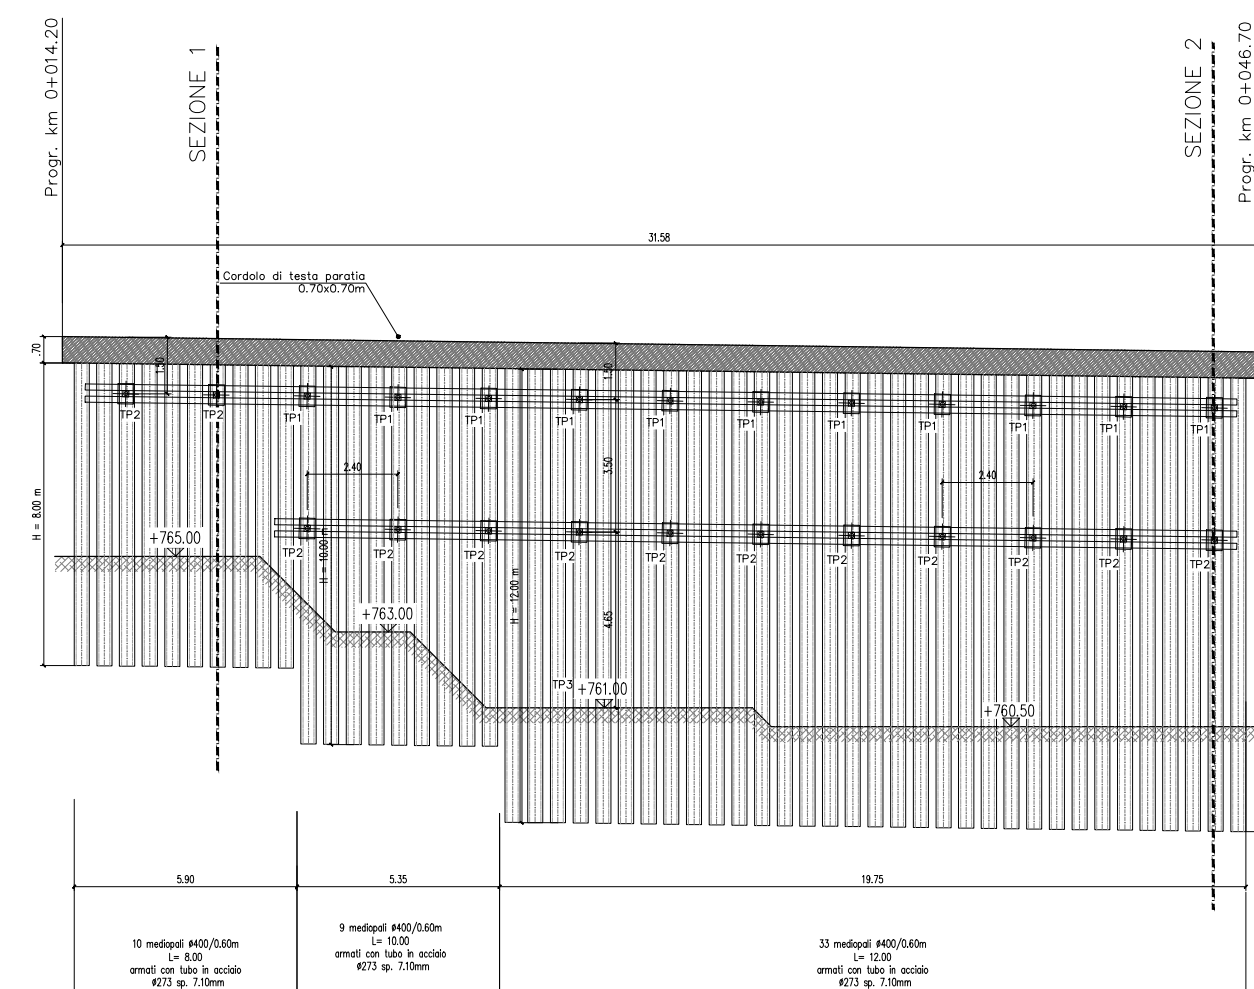 Progr. km 0+014.20
SEZIONE 1
SEZIONE 2
Progr. km 0+046.70
31.58
Cordolo di testa paratia
0.70x0.70m
.70
1.50
1.50
TP2
TP2
TP1
TP1
TP1
TP1
TP1
TP1
TP1
TP1
TP1
TP1
TP1
2.40
3.50
2.40
H = 8.00 m
+765.00
TP2
H = 10.00 m
TP2
TP2
TP2
TP2
TP2
TP2
TP2
TP2
TP2
TP2
H = 12.00 m
+763.00
4.65
TP3
+761.00
+760.50
5.90
5.35
19.75
10 mediopali ø400/0.60m
L= 8.00
armati con tubo in acciaio
ø273 sp. 7.10mm
9 mediopali ø400/0.60m
L= 10.00
armati con tubo in acciaio
ø273 sp. 7.10mm
33 mediopali ø400/0.60m
L= 12.00
armati con tubo in acciaio
ø273 sp. 7.10mm